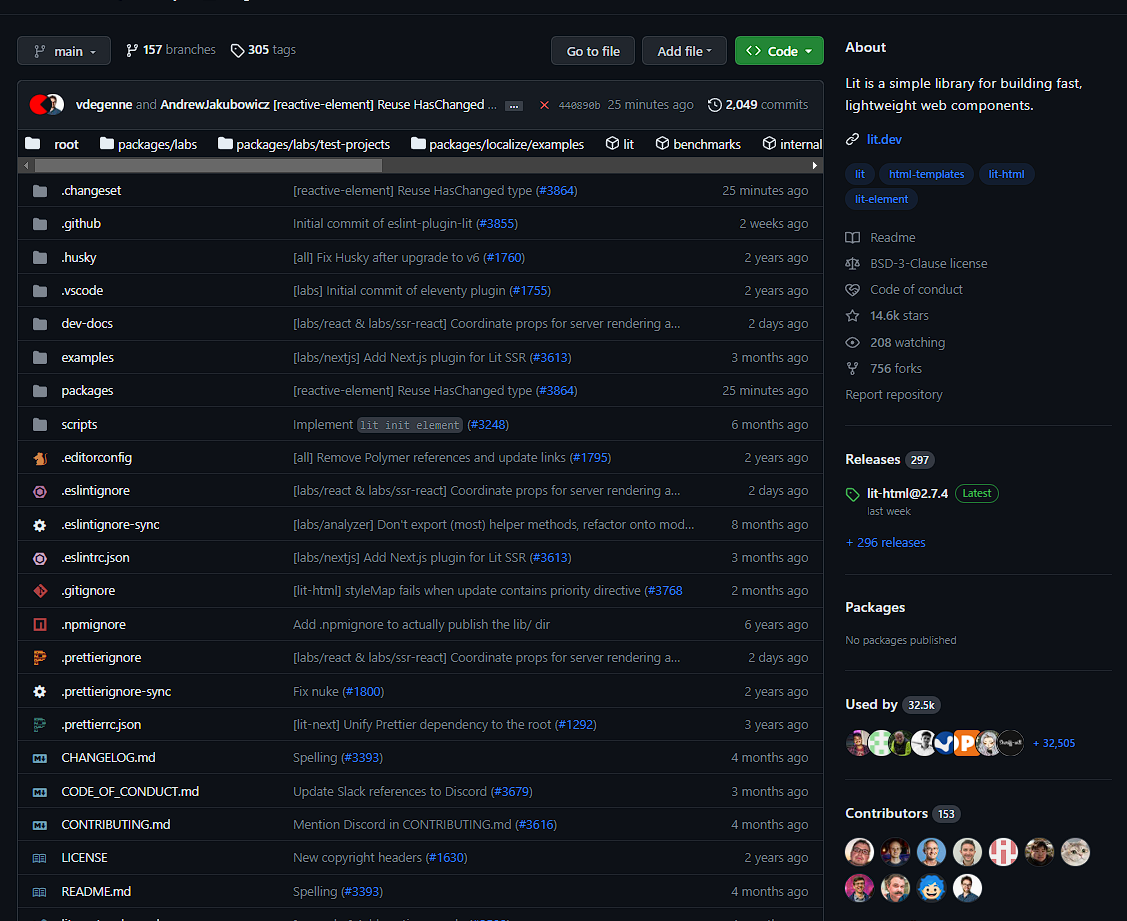 main
157 branches
305 tags
Go to file
Add file
Code
vdegenne and AndrewJakubowicz [reactive-element] Reuse HasChanged ... ... 440890b 25 minutes ago 2,049 commits
root packages/labs packages/labs/test-projects packages/localize/examples lit benchmarks internal
.changeset [reactive-element] Reuse HasChanged type (#3864) 25 minutes ago
.github Initial commit of eslint-plugin-lit (#3855) 2 weeks ago
.husky [all] Fix Husky after upgrade to v6 (#1760) 2 years ago
.vscode [labs] Initial commit of eleventy plugin (#1755) 2 years ago
dev-docs [labs/react & labs/ssr-react] Coordinate props for server rendering a... 2 days ago
examples [labs/nextjs] Add Next.js plugin for Lit SSR (#3613) 3 months ago
packages [reactive-element] Reuse HasChanged type (#3864) 25 minutes ago
scripts Implement lit init element (#3248) 6 months ago
.editorconfig [all] Remove Polymer references and update links (#1795) 2 years ago
.eslintignore [labs/react & labs/ssr-react] Coordinate props for server rendering a... 2 days ago
.eslintignore-sync [labs/analyzer] Don't export (most) helper methods, refactor onto mod... 8 months ago
.eslintrc.json [labs/nextjs] Add Next.js plugin for Lit SSR (#3613) 3 months ago
.gitignore [lit-html] styleMap fails when update contains priority directive (#3768 2 months ago
.npmignore Add .npmignore to actually publish the lib/ dir 6 years ago
.prettierignore [labs/react & labs/ssr-react] Coordinate props for server rendering a... 2 days ago
.prettierignore-sync Fix nuke (#1800) 2 years ago
.prettierrc.json [lit-next] Unify Prettier dependency to the root (#1292) 3 years ago
CHANGELOG.md Spelling (#3393) 4 months ago
CODE_OF_CONDUCT.md Update Slack references to Discord (#3679) 3 months ago
CONTRIBUTING.md Mention Discord in CONTRIBUTING.md (#3616) 4 months ago
LICENSE New copyright headers (#1630) 2 years ago
README.md Spelling (#3393) 4 months ago
About
Lit is a simple library for building fast,
lightweight web components.
lit.dev
lit html-templates lit-html
lit-element
Readme
BSD-3-Clause license
Code of conduct
14.6k stars
208 watching
756 forks
Report repository
Releases 297
lit-html@2.7.4 Latest
last week
+ 296 releases
Packages
No packages published
Used by 32.5k
+ 32,505
Contributors 153